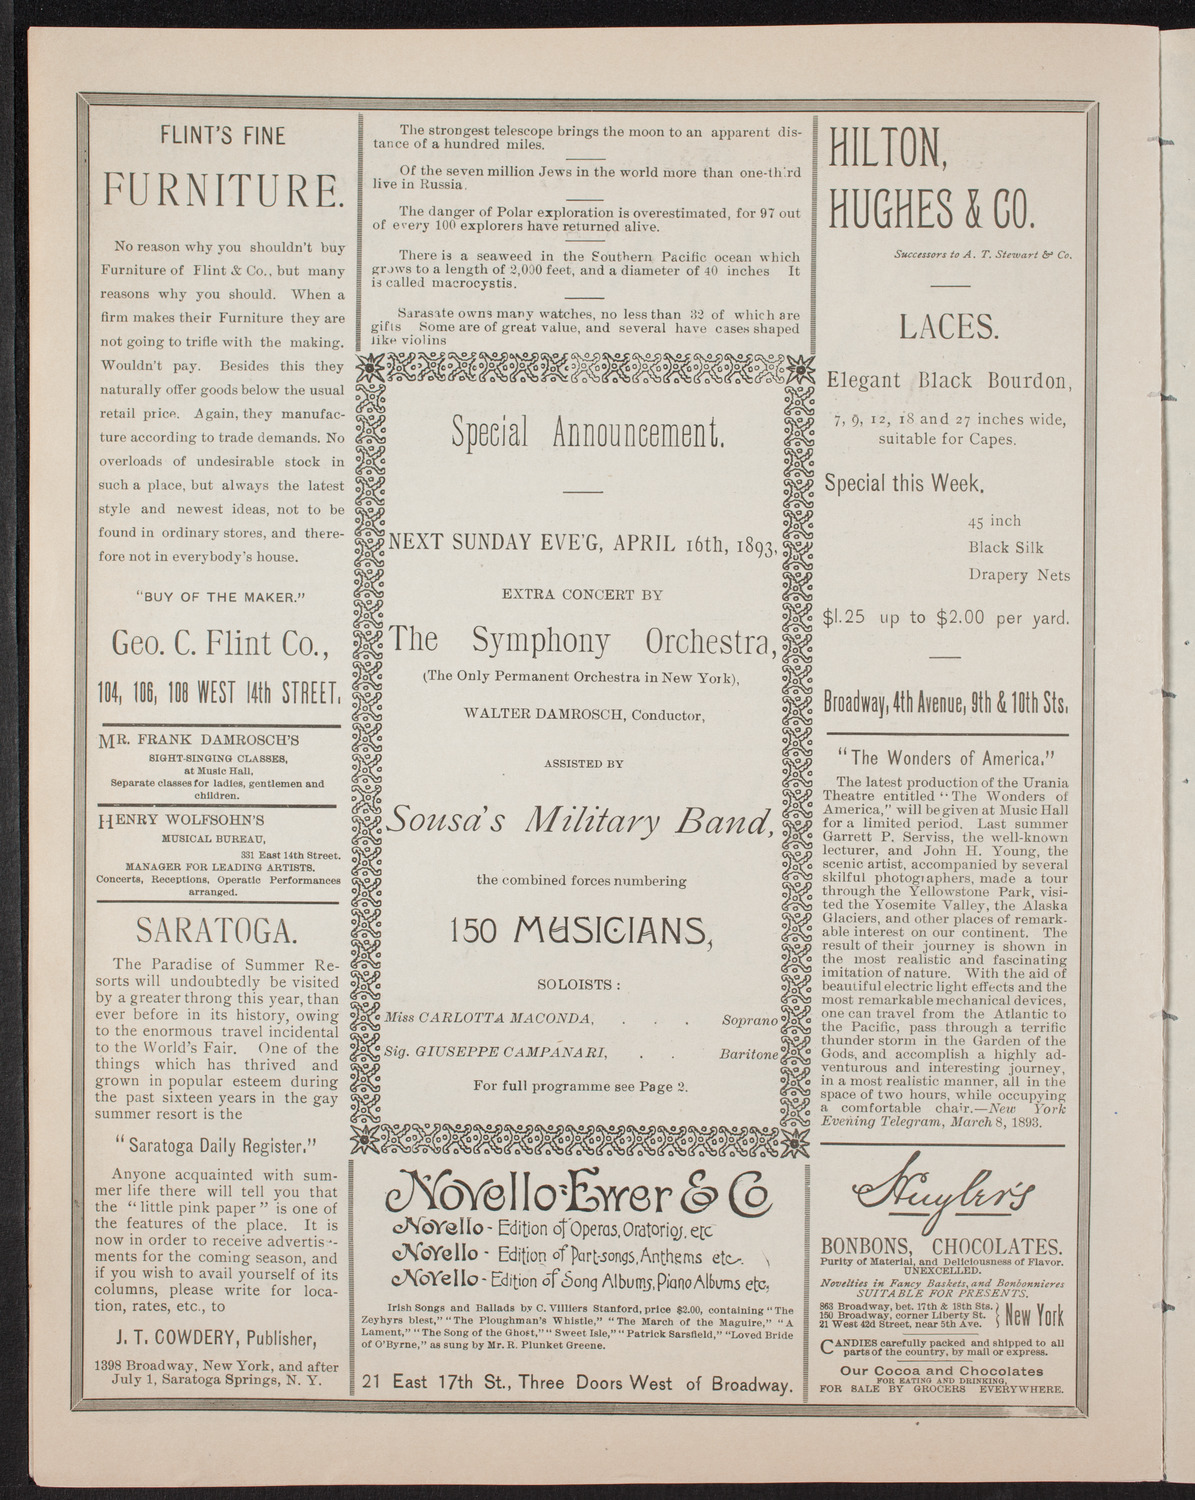 FLINT'S FINE
FURNITURE.
No reason why you shouldn't buy
Furniture of Flint & Co., but many
reasons why you should. When a
firm makes their Furniture they are
not going to trifle with the making.
Wouldn't pay. Besides this they
naturally offer goods below the usual
retail price. Again, they manufac-
ture according to trade demands. No
overloads of undesirable stock in
such a place, but always the latest
style and newest ideas, not to be
found in ordinary stores, and there-
fore not in everybody's house.
"BUY OF THE MAKER."
Geo. C. Flint Co.,
104, 106, 108 WEST 14th STREET.
MR. FRANK DAMROSCH'S
SIGHT-SINGING CLASSES,
at Music Hall,
Separate classes for ladies, gentlemen and
children.
HENRY WOLFSOHN'S
MUSICAL BUREAU,
331 East 14th Street.
MANAGER FOR LEADING ARTISTS.
Concerts, Receptions, Operatic Performances
arranged.
SARATOGA.
The Paradise of Summer Re-
sorts will undoubtedly be visited
by a greater throng this year, than
ever before in its history, owing
to the enormous travel incidental
to the World's Fair. One of the
things which has thrived and
grown in popular esteem during
the past sixteen years in the gay
summer resort is the
"Saratoga Daily Register."
Anyone acquainted with sum-
mer life there will tell you that
the "little pink paper" is one of
the features of the place. It is
now in order to receive advertis-
ments for the coming season, and
if you wish to avail yourself of its
columns, please write for loca-
tion, rates, etc., to
J. T. COWDERY, Publisher,
1398 Broadway, New York, and after
July 1, Saratoga Springs, N. Y.
The strongest telescope brings the moon to an apparent dis-
tance of a hundred miles.
Of the seven million Jews in the world more than one-third
live in Russia.
The danger of Polar exploration is overestimated, for 97 out
of every 100 explorers have returned alive.
There is a seaweed in the Southern Pacific ocean which
grows to a length of 2,000 feet, and a diameter of 40 inches It
is called macrocystis.
Sarasate owns many watches, no less than 32 of which are
gifts Some are of great value, and several have cases shaped
like violins
Special Announcement.
NEXT SUNDAY EVE'G, APRIL 16th, 1893,
EXTRA CONCERT BY
The Symphony Orchestra,
(The Only Permanent Orchestra in New York),
WALTER DAMROSCH, Conductor,
ASSISTED BY
Sousa's Military Band,
the combined forces numbering
150 MUSICIANS,
SOLOISTS:
Miss CARLOTTA MACONDA, . . . Soprano
Sig. GIUSEPPE CAMPANARI, . . Baritone
For full programme see Page 2.
Novello·Ewer & Co
Novello - Edition of Operas, Oratorios, etc
Novello - Edition of Part-songs, Anthems etc.
Novello - Edition of Song Albums, Piano Albums etc.
Irish Songs and Ballads by C. Villiers Stanford, price $2.00, containing "The
Zeyhyrs blest," "The Ploughman's Whistle," "The March of the Maguire," "A
Lament," "The Song of the Ghost," "Sweet Isle," "Patrick Sarsfield," "Loved Bride
of O'Byrne," as sung by Mr. R. Plunket Greene.
21 East 17th St., Three Doors West of Broadway.
HILTON,
HUGHES & CO.
Successors to A. T. Stewart & Co.
LACES.
Elegant Black Bourdon,
7, 9, 12, 18 and 27 inches wide,
suitable for Capes.
Special this Week,
45 inch
Black Silk
Drapery Nets
$1.25 up to $2.00 per yard.
Broadway, 4th Avenue, 9th & 10th Sts.
"The Wonders of America."
The latest production of the Urania
Theatre entitled "The Wonders of
America," will be given at Music Hall
for a limited period. Last summer
Garrett P. Serviss, the well-known
lecturer, and John H. Young, the
scenic artist, accompanied by several
skilful photographers, made a tour
through the Yellowstone Park, visi-
ted the Yosemite Valley, the Alaska
Glaciers, and other places of remark-
able interest on our continent. The
result of their journey is shown in
the most realistic and fascinating
imitation of nature. With the aid of
beautiful electric light effects and the
most remarkable mechanical devices,
one can travel from the Atlantic to
the Pacific, pass through a terrific
thunder storm in the Garden of the
Gods, and accomplish a highly ad-
venturous and interesting journey,
in a most realistic manner, all in the
space of two hours, while occupying
a comfortable chair.—New York
Evening Telegram, March 8, 1893.
Huyler's
BONBONS, CHOCOLATES.
Purity of Material, and Deliciousness of Flavor.
UNEXCELLED.
Novelties in Fancy Baskets, and Bonbonnieres
SUITABLE FOR PRESENTS.
863 Broadway, bet. 17th & 18th Sts.
150 Broadway, corner Liberty St.
21 West 42d Street, near 5th Ave.
New York
CANDIES carefully packed and shipped to all
parts of the country, by mail or express.
Our Cocoa and Chocolates
FOR EATING AND DRINKING,
FOR SALE BY GROCERS EVERYWHERE.